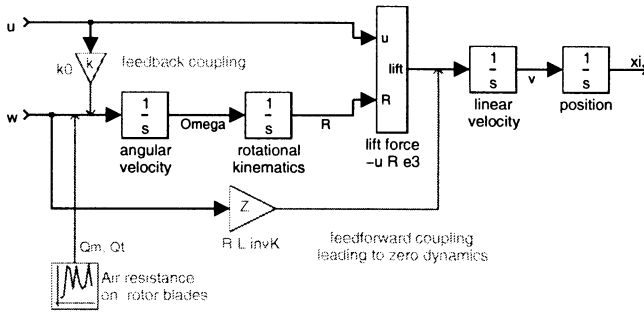 u
k
k0
feedback coupling
u
lift
R
1
s
linear
velocity
v
1
s
position
xi,
w
1
s
angular
velocity
Omega
1
s
rotational
kinematics
R
lift force
-u R e3
Z.
R L invK
feedforward coupling
leading to zero dynamics
Qm, Qt
Air resistance
on rotor blades